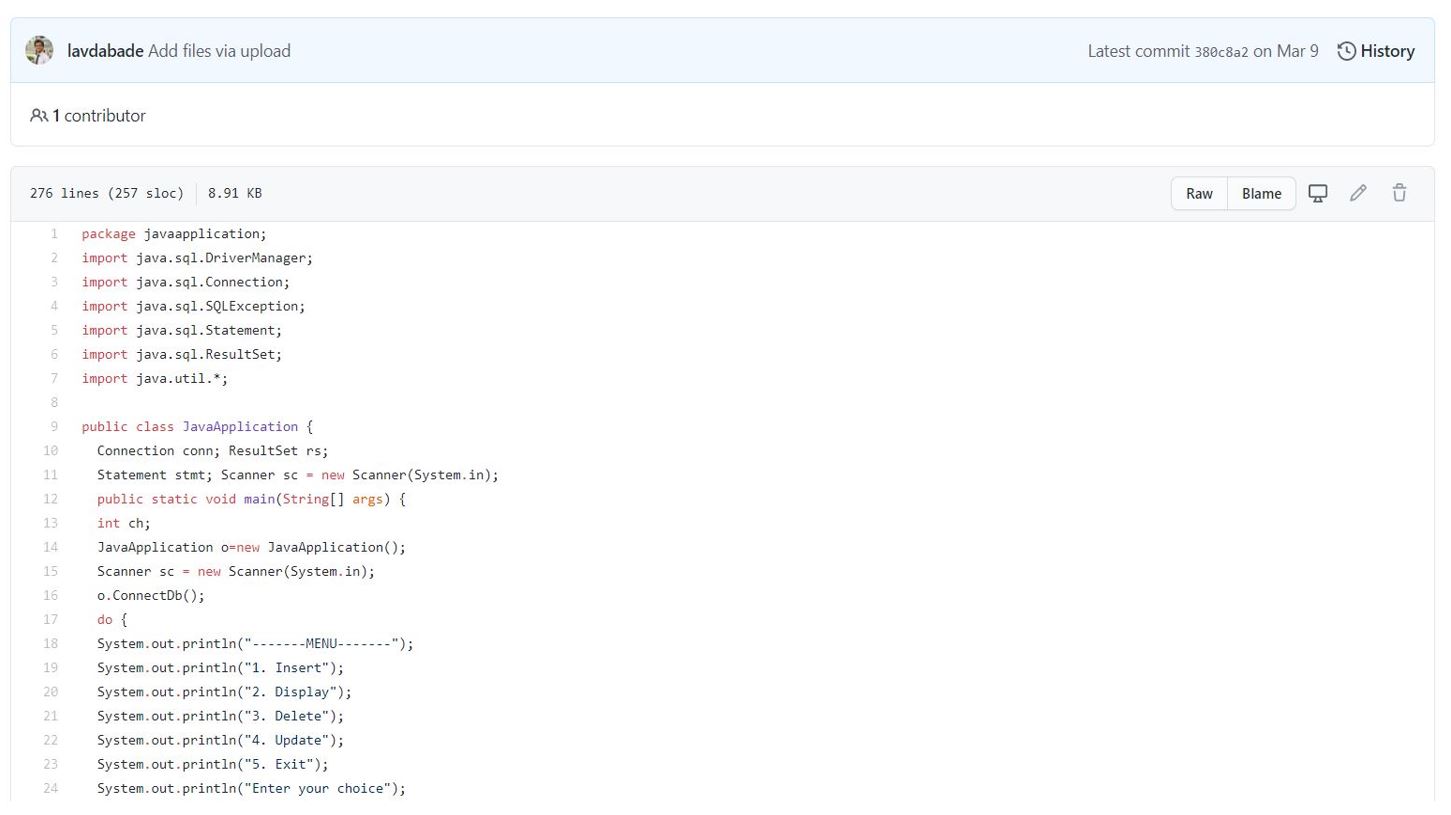 lavdabade Add files via upload Latest commit 380c8a2 on Mar 9 History
1 contributor
276 lines (257 sloc) 8.91 KB Raw Blame
1 package javaapplication;
2 import java.sql.DriverManager;
3 import java.sql.Connection;
4 import java.sql.SQLException;
5 import java.sql.Statement;
6 import java.sql.ResultSet;
7 import java.util.*;
8
9 public class JavaApplication {
10 Connection conn; ResultSet rs;
11 Statement stmt; Scanner sc = new Scanner(System.in);
12 public static void main(String[] args) {
13 int ch;
14 JavaApplication o=new JavaApplication();
15 Scanner sc = new Scanner(System.in);
16 o.ConnectDb();
17 do {
18 System.out.println("-------MENU-------");
19 System.out.println("1. Insert");
20 System.out.println("2. Display");
21 System.out.println("3. Delete");
22 System.out.println("4. Update");
23 System.out.println("5. Exit");
24 System.out.println("Enter your choice");